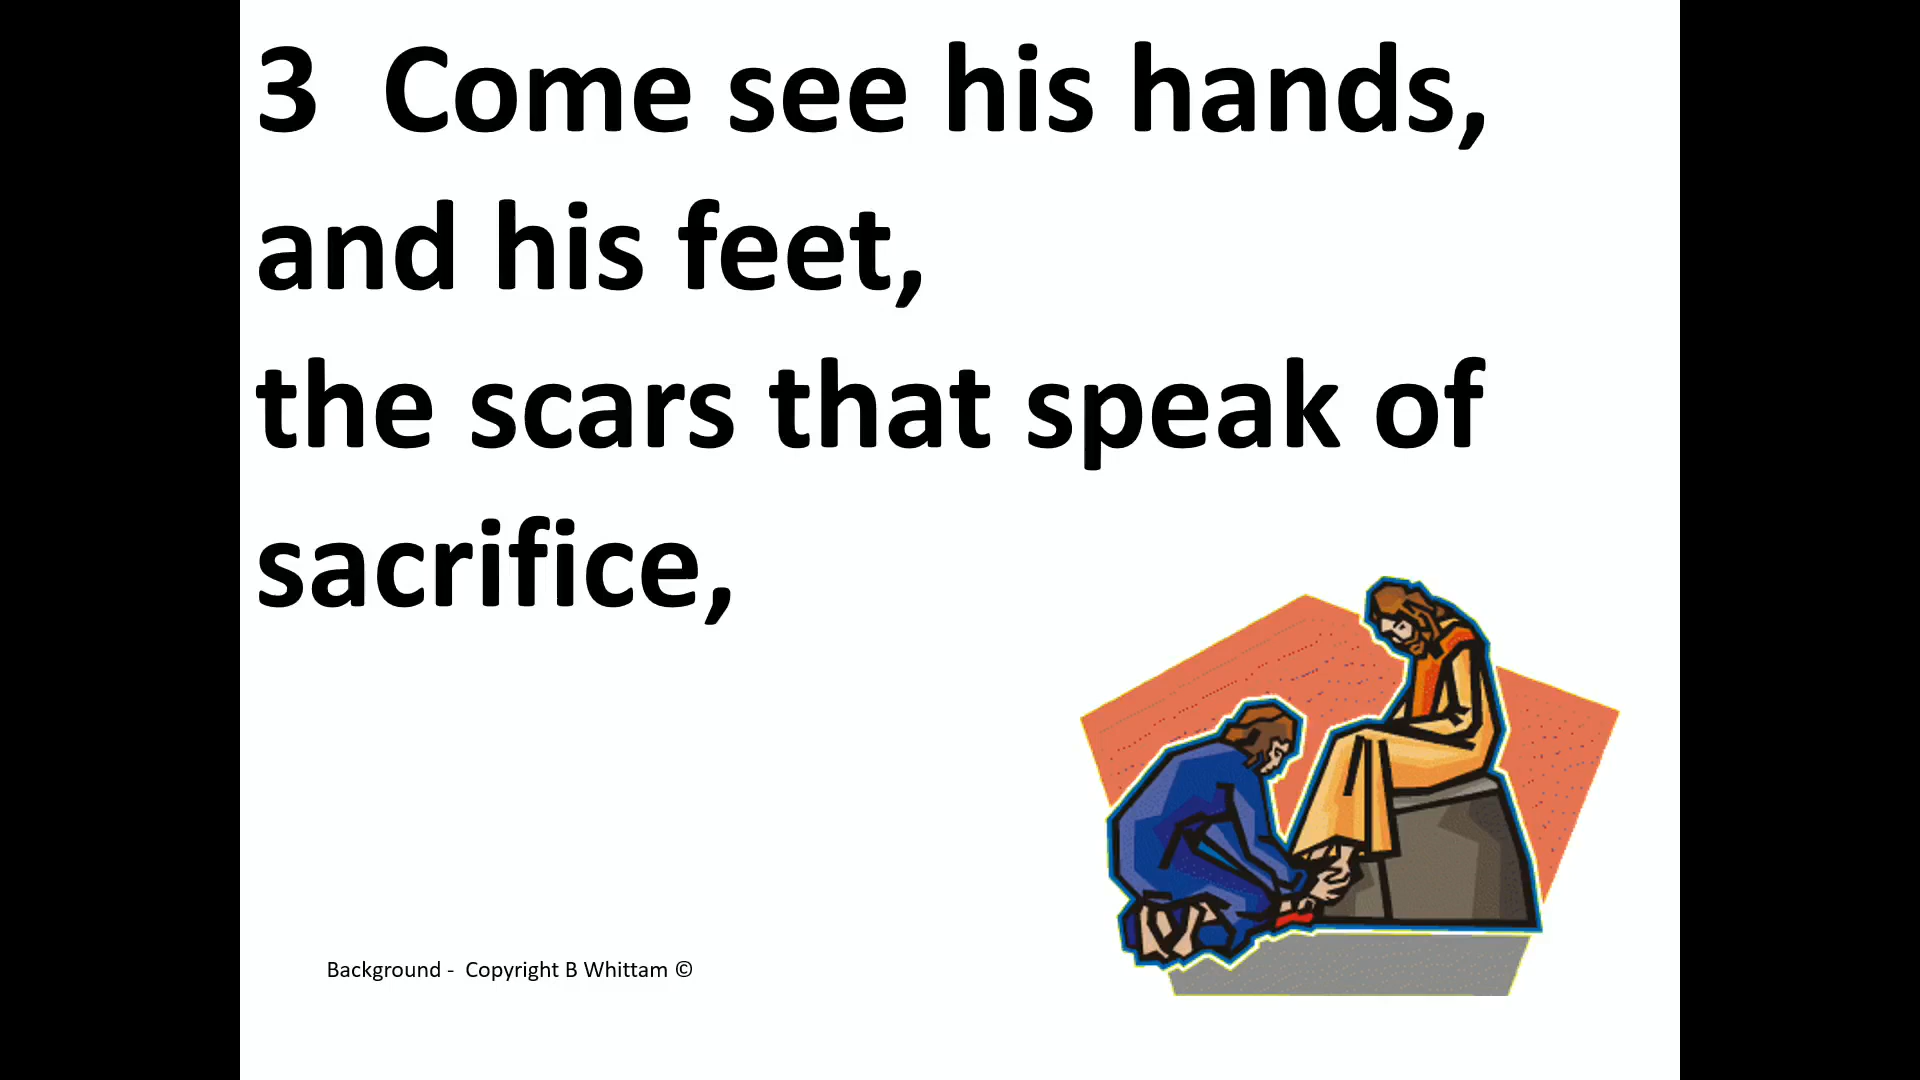 3  Come see his hands,
and his feet,
the scars that speak of
sacrifice,
Background -  Copyright B Whittam ©